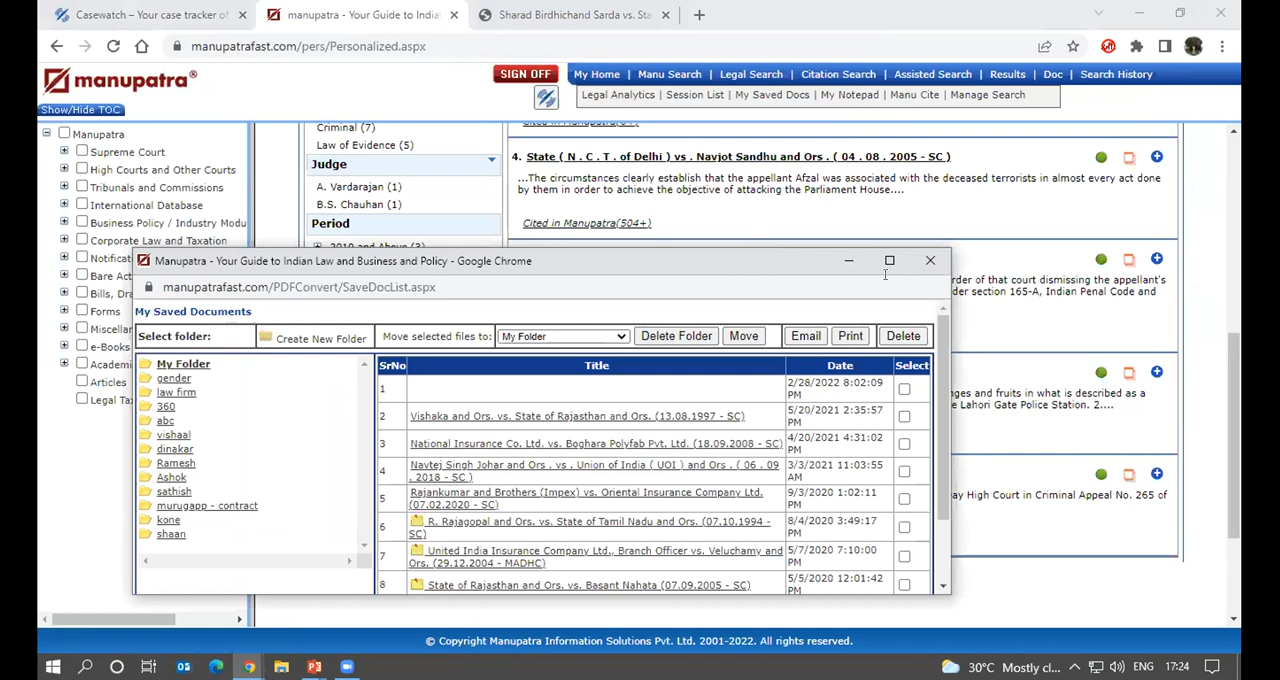 Casewatch – Your case tracker of
manupatra - Your Guide to India
Sharad Birdhichand Sarda vs. Sta
manupatrafast.com/pers/Personalized.aspx
manupatra®
SIGN OFF
My Home | Manu Search | Legal Search | Citation Search | Assisted Search | Results | Doc | Search History
Legal Analytics | Session List | My Saved Docs | My Notepad | Manu Cite | Manage Search
Show/Hide TOC
Manupatra
Supreme Court
High Courts and Other Courts
Tribunals and Commissions
International Database
Business Policy / Industry Modu
Corporate Law and Taxation
Notificat
Bare Act
Bills, Dra
Forms
Miscellan
e-Books
Academi
Articles
Legal Tax
Criminal (7)
Law of Evidence (5)
Judge
A. Vardarajan (1)
B.S. Chauhan (1)
Period
2010 and Above (3)
4. State ( N . C . T . of Delhi ) vs . Navjot Sandhu and Ors . ( 04 . 08 . 2005 - SC )
...The circumstances clearly establish that the appellant Afzal was associated with the deceased terrorists in almost every act done
by them in order to achieve the objective of attacking the Parliament House....
Cited in Manupatra(504+)
rder of that court dismissing the appellant's
der section 165-A, Indian Penal Code and
nges and fruits in what is described as a
Lahori Gate Police Station. 2....
ay High Court in Criminal Appeal No. 265 of
Manupatra - Your Guide to Indian Law and Business and Policy - Google Chrome
manupatrafast.com/PDFConvert/SaveDocList.aspx
My Saved Documents
Select folder: Create New Folder Move selected files to: My Folder Delete Folder Move Email Print Delete
My Folder
gender
law firm
360
abc
vishaal
dinakar
Ramesh
Ashok
sathish
murugapp - contract
kone
shaan
SrNo Title Date Select
1 2/28/2022 8:02:09
PM
2 Vishaka and Ors. vs. State of Rajasthan and Ors. (13.08.1997 - SC) 5/20/2021 2:35:57
PM
3 National Insurance Co. Ltd. vs. Boghara Polyfab Pvt. Ltd. (18.09.2008 - SC) 4/20/2021 4:31:02
PM
4 Navtej Singh Johar and Ors . vs . Union of India ( UOI ) and Ors . ( 06 . 09 3/3/2021 11:03:55
. 2018 - SC ) AM
5 Rajankumar and Brothers (Impex) vs. Oriental Insurance Company Ltd. 9/3/2020 1:02:11
(07.02.2020 - SC) PM
6 R. Rajagopal and Ors. vs. State of Tamil Nadu and Ors. (07.10.1994 - 8/4/2020 3:49:17
SC) PM
7 United India Insurance Company Ltd., Branch Officer vs. Veluchamy and 5/7/2020 7:10:00
Ors. (29.12.2004 - MADHC) PM
8 State of Rajasthan and Ors. vs. Basant Nahata (07.09.2005 - SC) 5/5/2020 12:01:42
PM
© Copyright Manupatra Information Solutions Pvt. Ltd. 2001-2022. All rights reserved.
30°C Mostly cl... ENG 17:24